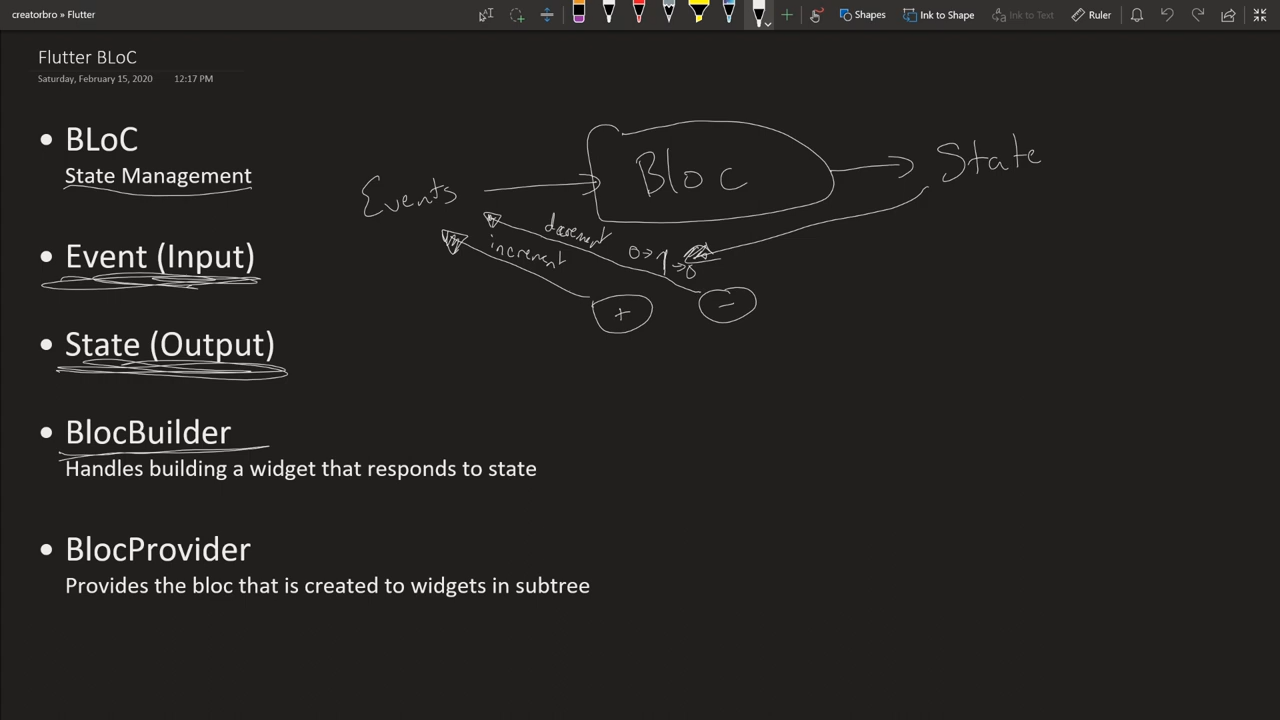 creatorbro » Flutter
Shapes
Ink to Shape
Ink to Text
Ruler
Flutter BLoC
Saturday, February 15, 2020 12:17 PM
• BLoC
State Management
• Event (Input)
• State (Output)
• BlocBuilder
Handles building a widget that responds to state
• BlocProvider
Provides the bloc that is created to widgets in subtree
Events
Bloc
State
increment
0→1
→0
+
-